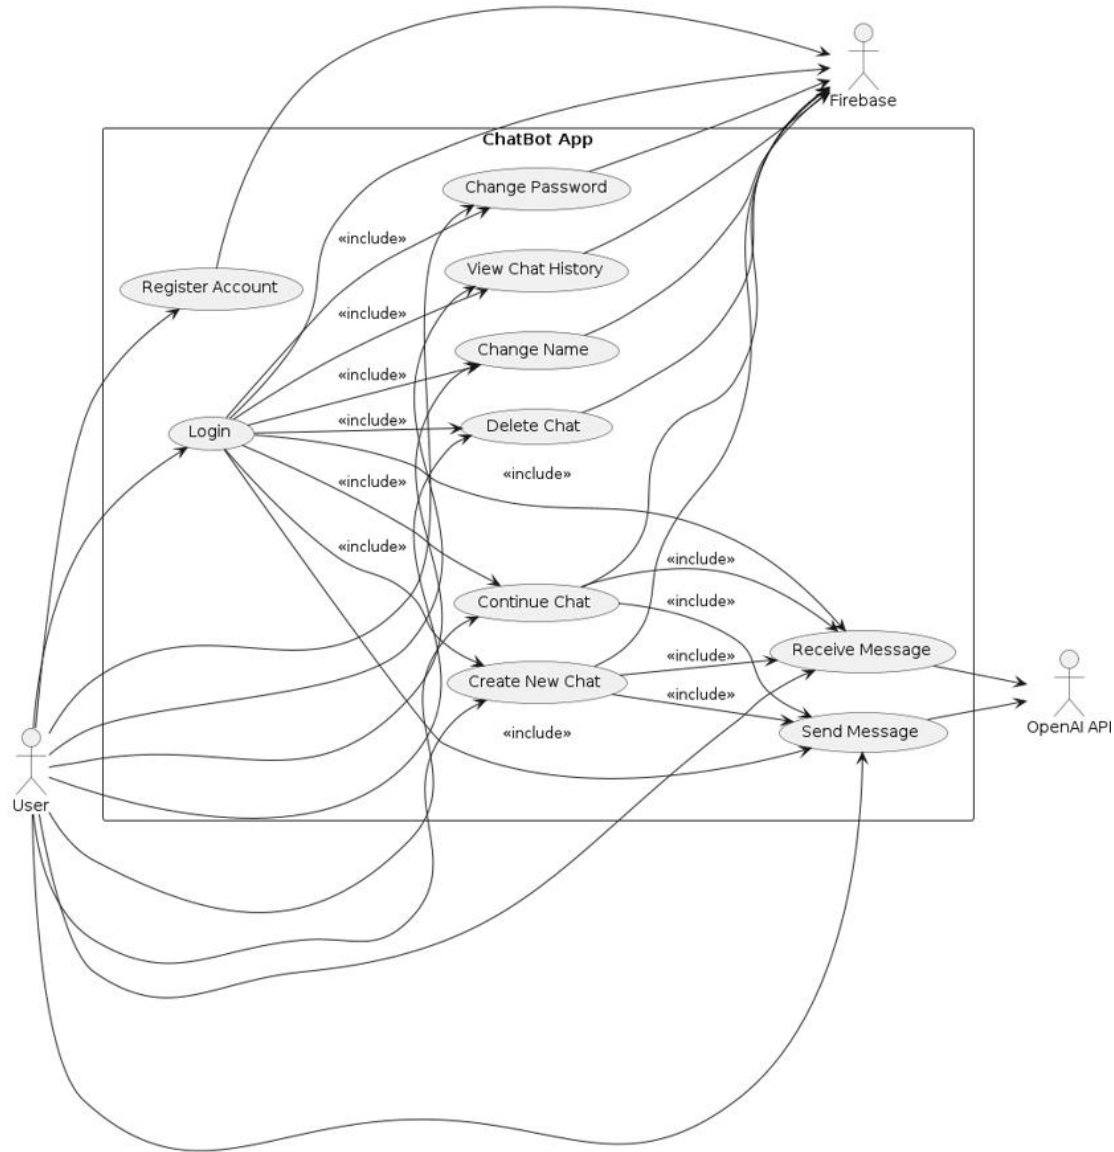 Firebase
ChatBot App
Change Password
«include»
View Chat History
Register Account
«include»
Change Name
«include»
«include»
Delete Chat
Login
«include»
«include»
«include»
«include»
Continue Chat
«include»
Receive Message
«include»
Create New Chat
«include»
«include»
Send Message
OpenAI API
User